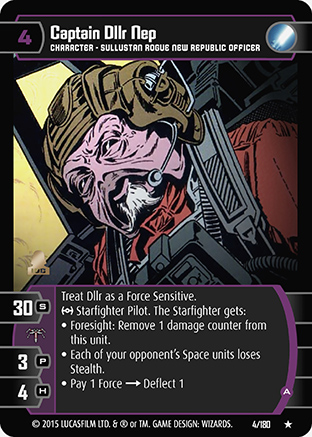 4
Captain Dllr Nep
CHARACTER - SULLUSTAN ROGUE NEW REPUBLIC OFFICER
30 S
3 P
4 H
Treat Dllr as a Force Sensitive.
Starfighter Pilot. The Starfighter gets:
• Foresight: Remove 1 damage counter from
this unit.
• Each of your opponent's Space units loses
Stealth.
• Pay 1 Force → Deflect 1
A
© 2015 LUCASFILM LTD. & ® OR TM. GAME DESIGN: WIZARDS.
4/180 ★